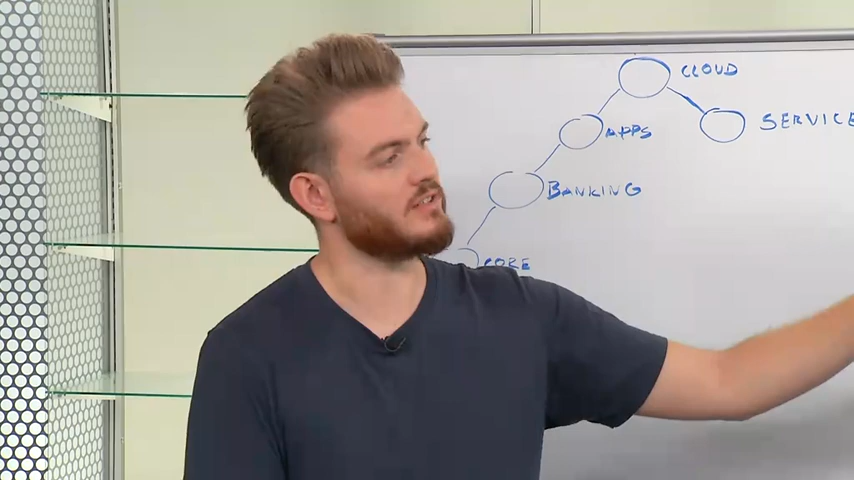 CLOUD
APPS
SERVICE
BANKING
CORE